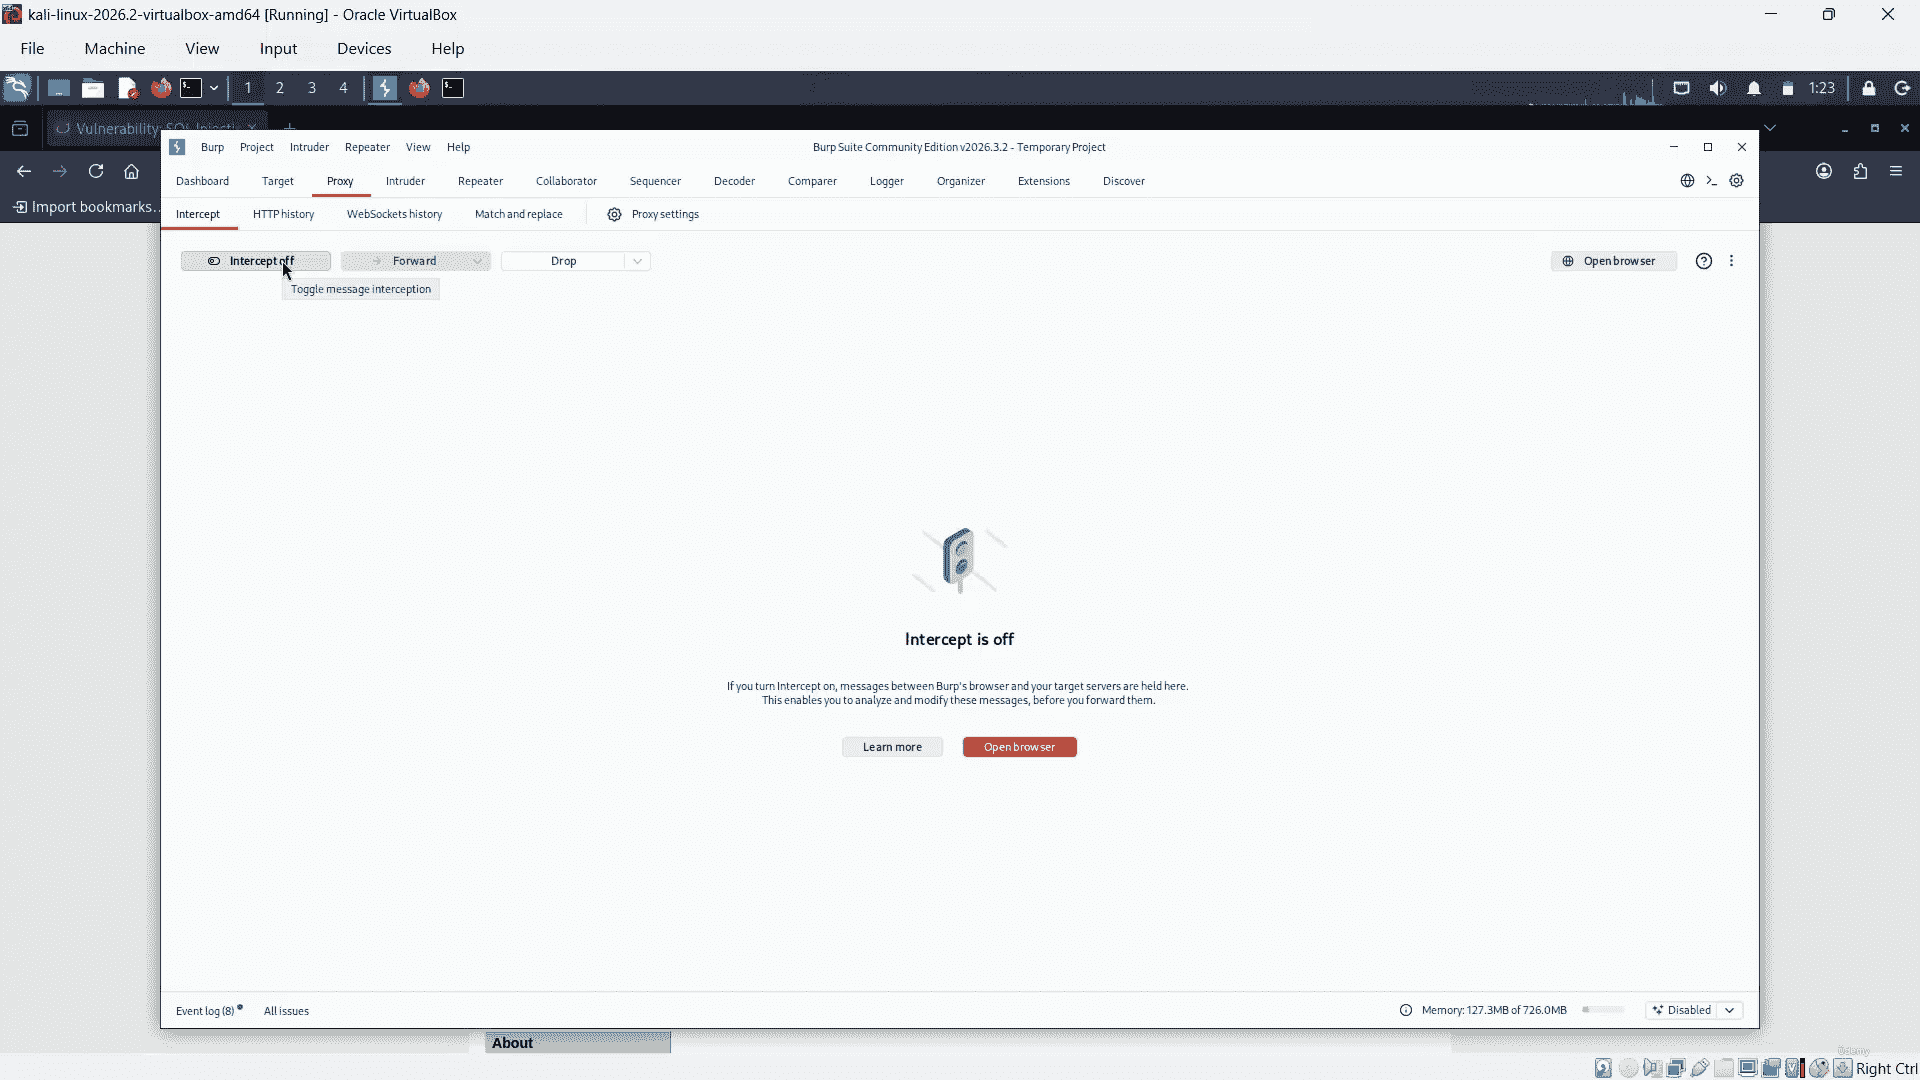 kali-linux-2026.2-virtualbox-amd64 [Running] - Oracle VirtualBox
File Machine View Input Devices Help
1 2 3 4 1:23
Vulnerability: SQL Injecti
Burp Project Intruder Repeater View Help Burp Suite Community Edition v2026.3.2 - Temporary Project
Dashboard Target Proxy Intruder Repeater Collaborator Sequencer Decoder Comparer Logger Organizer Extensions Discover
Import bookmarks...
Intercept HTTP history WebSockets history Match and replace Proxy settings
Intercept off Forward Drop Open browser
Toggle message interception
Intercept is off
If you turn Intercept on, messages between Burp's browser and your target servers are held here.
This enables you to analyze and modify these messages, before you forward them.
Learn more Open browser
Event log (8) All issues Memory: 127.3MB of 726.0MB Disabled
About
Udemy
Right Ctrl